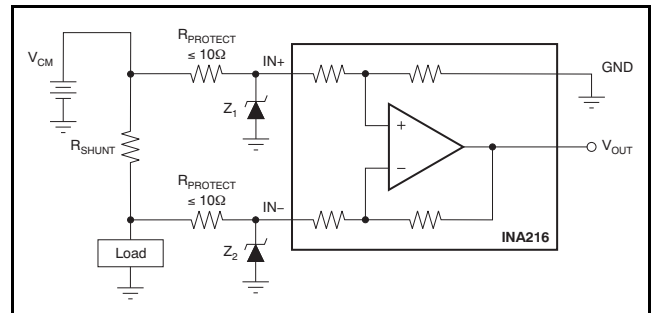 R_PROTECT
≤ 10Ω
IN+
GND
V_CM
Z_1
+
R_SHUNT
V_OUT
R_PROTECT
≤ 10Ω
IN−
−
INA216
Load
Z_2